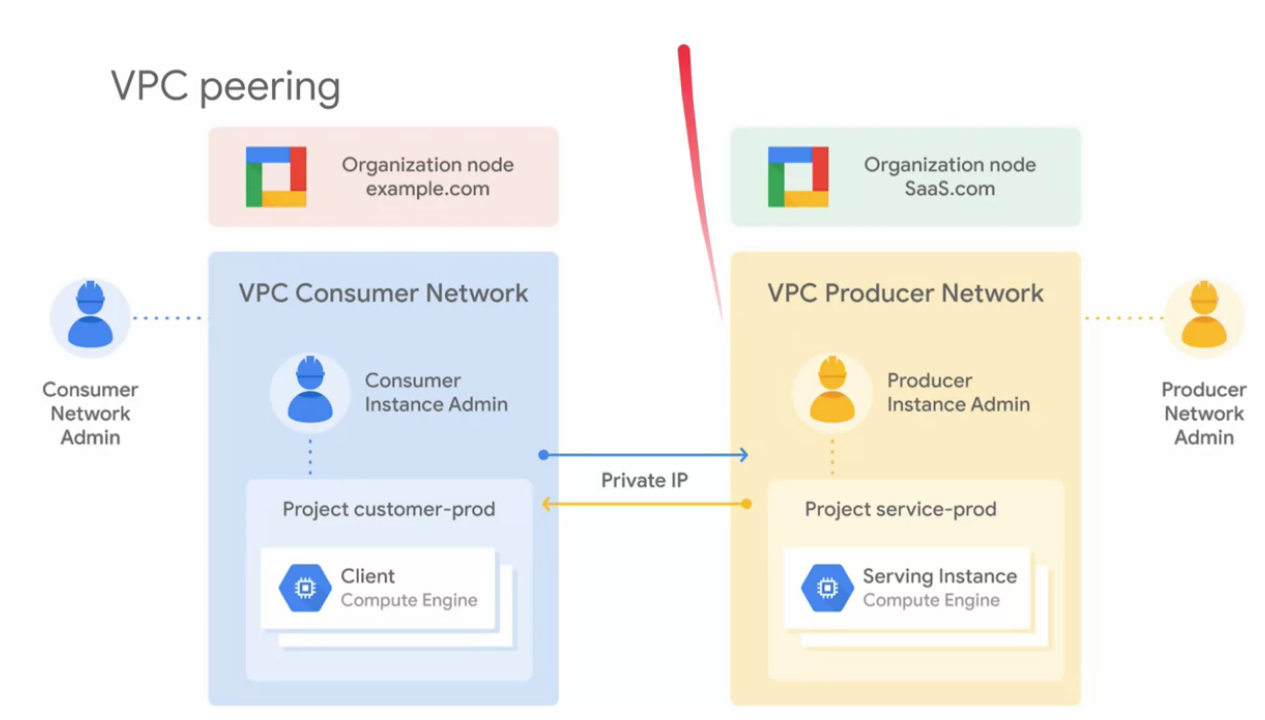 VPC peering
Organization node
example.com
Organization node
SaaS.com
VPC Consumer Network
VPC Producer Network
Consumer
Network
Admin
Consumer
Instance Admin
Producer
Instance Admin
Producer
Network
Admin
Private IP
Project customer-prod
Project service-prod
Client
Compute Engine
Serving Instance
Compute Engine